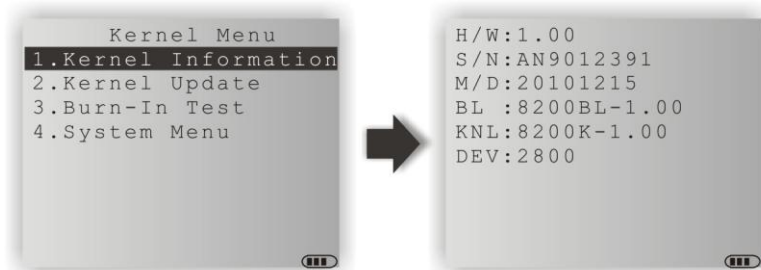 Kernel Menu
1.Kernel Information
2.Kernel Update
3.Burn-In Test
4.System Menu
H/W:1.00
S/N:AN9012391
M/D:20101215
BL :8200BL-1.00
KNL:8200K-1.00
DEV:2800